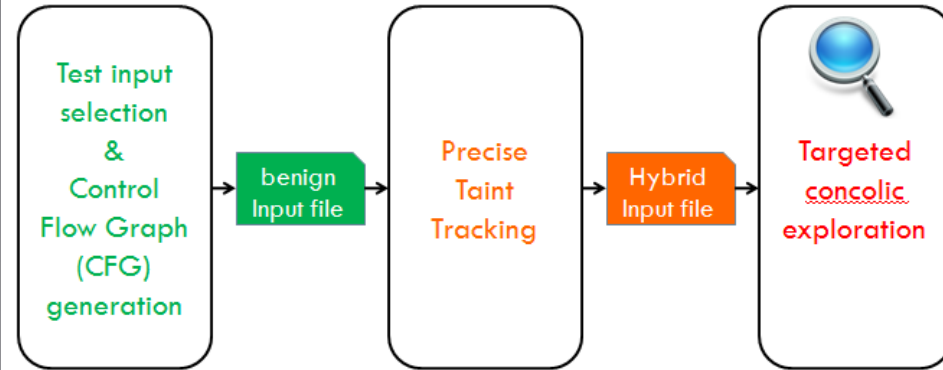 Test input
selection
&
Control
Flow Graph
(CFG)
generation
benign
Input file
Precise
Taint
Tracking
Hybrid
Input file
Targeted
concolic
exploration